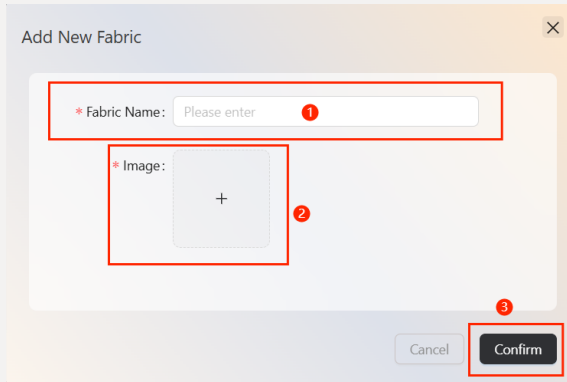 Add New Fabric
* Fabric Name: Please enter 1
* Image:
+
2
3
Cancel Confirm